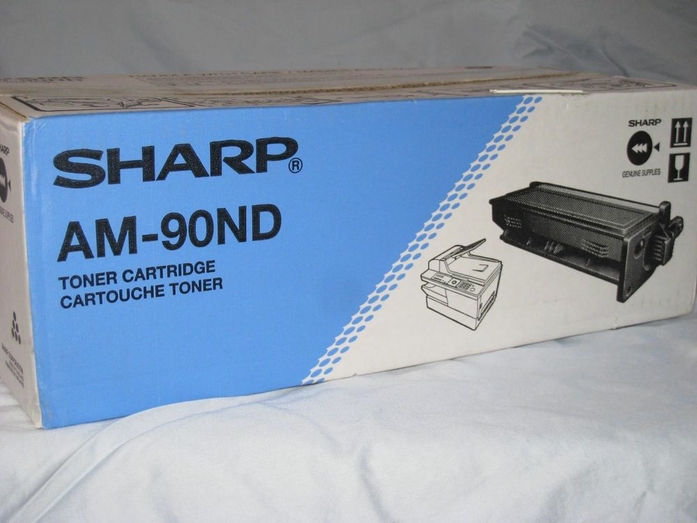 SHARP®
AM-90ND
TONER CARTRIDGE
CARTOUCHE TONER
SHARP
GENUINE SUPPLIES